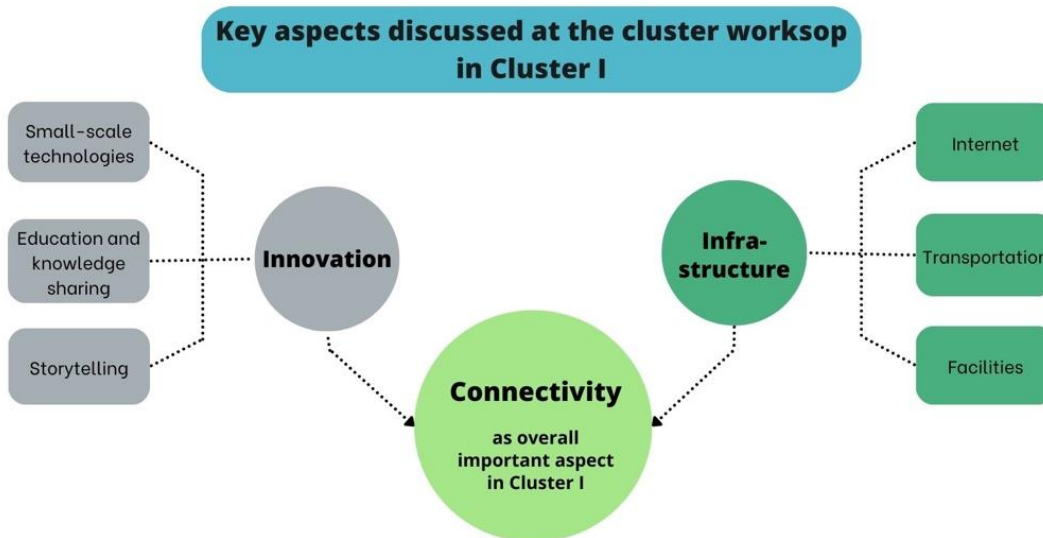 Key aspects discussed at the cluster worksop
in Cluster I
Small-scale
technologies
Education and
knowledge
sharing
Storytelling
Innovation
Infra-
structure
Internet
Transportation
Facilities
Connectivity
as overall
important aspect
in Cluster I